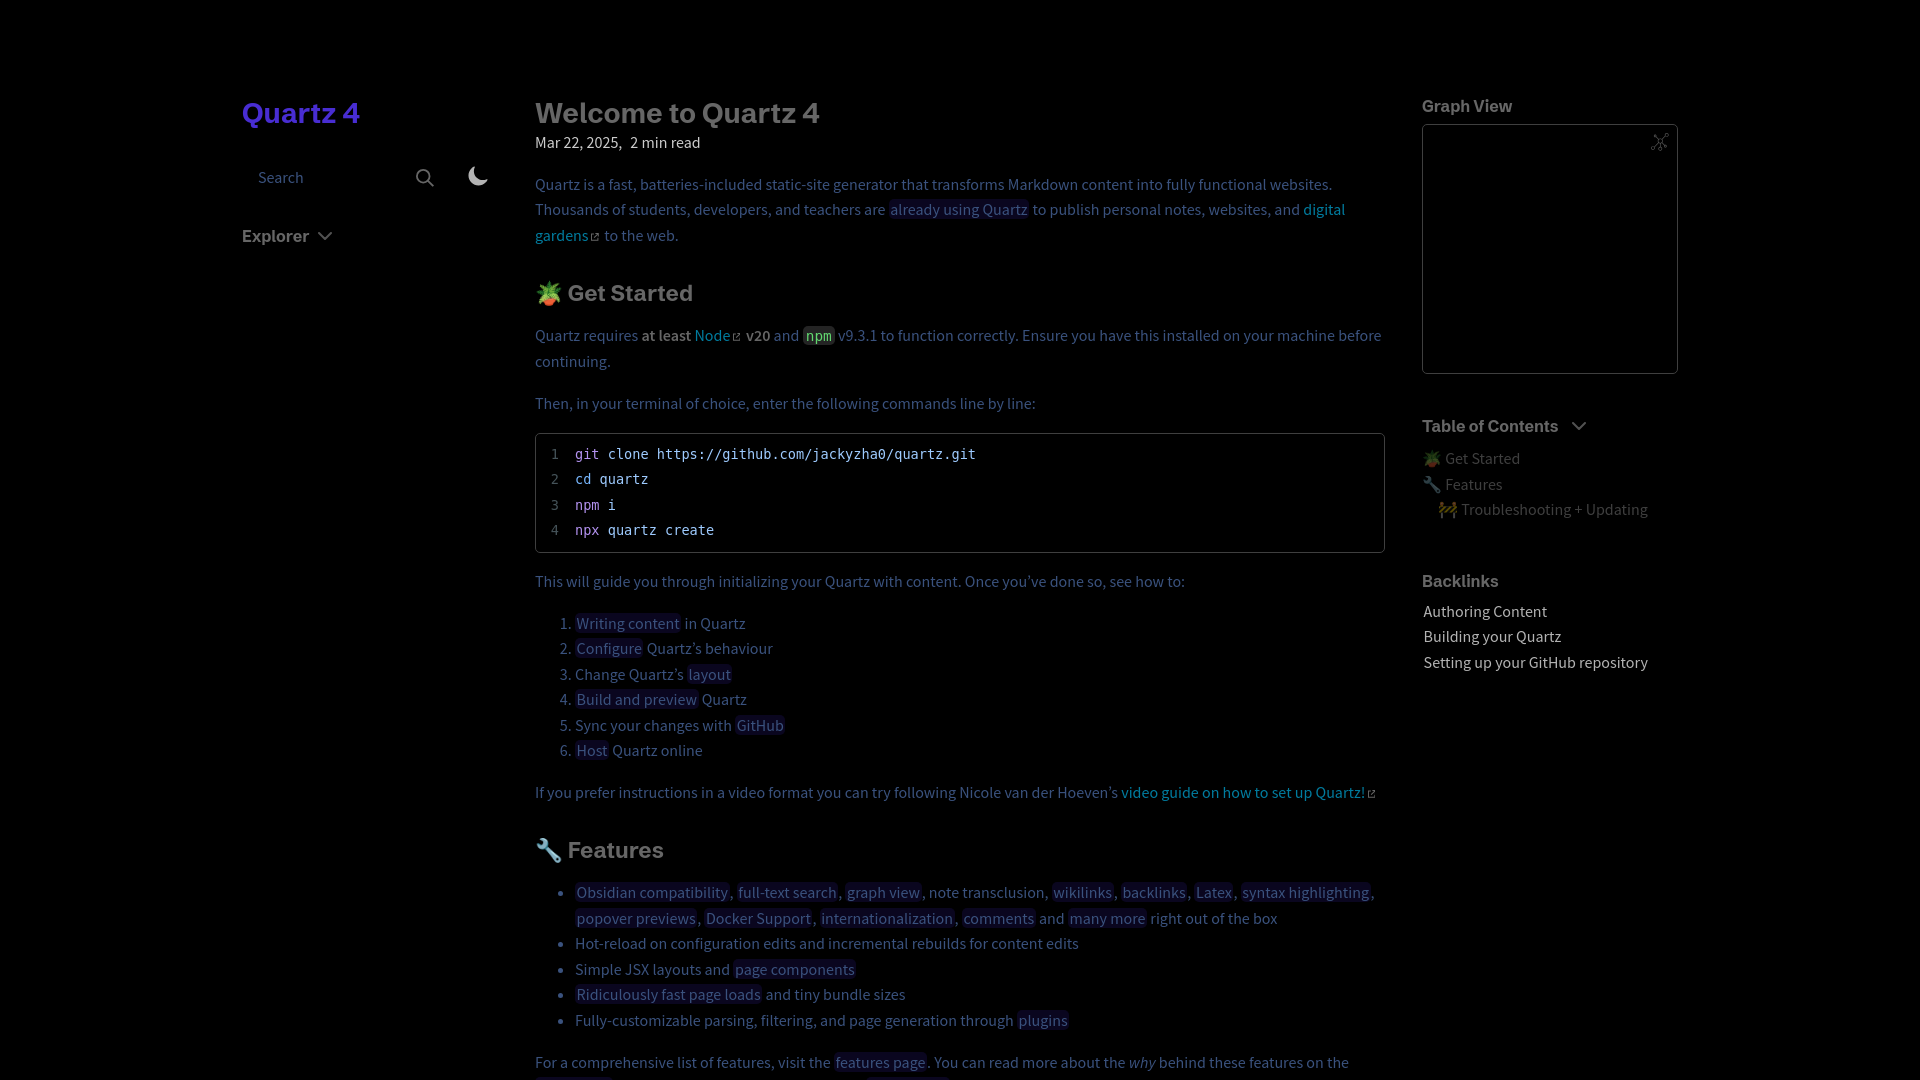 Quartz 4
Search
Explorer
Welcome to Quartz 4
Mar 22, 2025, 2 min read
Quartz is a fast, batteries-included static-site generator that transforms Markdown content into fully functional websites.
Thousands of students, developers, and teachers are already using Quartz to publish personal notes, websites, and digital
gardens to the web.
🪴 Get Started
Quartz requires at least Node v20 and npm v9.3.1 to function correctly. Ensure you have this installed on your machine before
continuing.
Then, in your terminal of choice, enter the following commands line by line:
1 git clone https://github.com/jackyzha0/quartz.git
2 cd quartz
3 npm i
4 npx quartz create
This will guide you through initializing your Quartz with content. Once you’ve done so, see how to:
1. Writing content in Quartz
2. Configure Quartz’s behaviour
3. Change Quartz’s layout
4. Build and preview Quartz
5. Sync your changes with GitHub
6. Host Quartz online
If you prefer instructions in a video format you can try following Nicole van der Hoeven’s video guide on how to set up Quartz!
🔧 Features
• Obsidian compatibility, full-text search, graph view, note transclusion, wikilinks, backlinks, Latex, syntax highlighting,
popover previews, Docker Support, internationalization, comments and many more right out of the box
• Hot-reload on configuration edits and incremental rebuilds for content edits
• Simple JSX layouts and page components
• Ridiculously fast page loads and tiny bundle sizes
• Fully-customizable parsing, filtering, and page generation through plugins
For a comprehensive list of features, visit the features page. You can read more about the why behind these features on the
Graph View
Table of Contents
🪴 Get Started
🔧 Features
🚧 Troubleshooting + Updating
Backlinks
Authoring Content
Building your Quartz
Setting up your GitHub repository